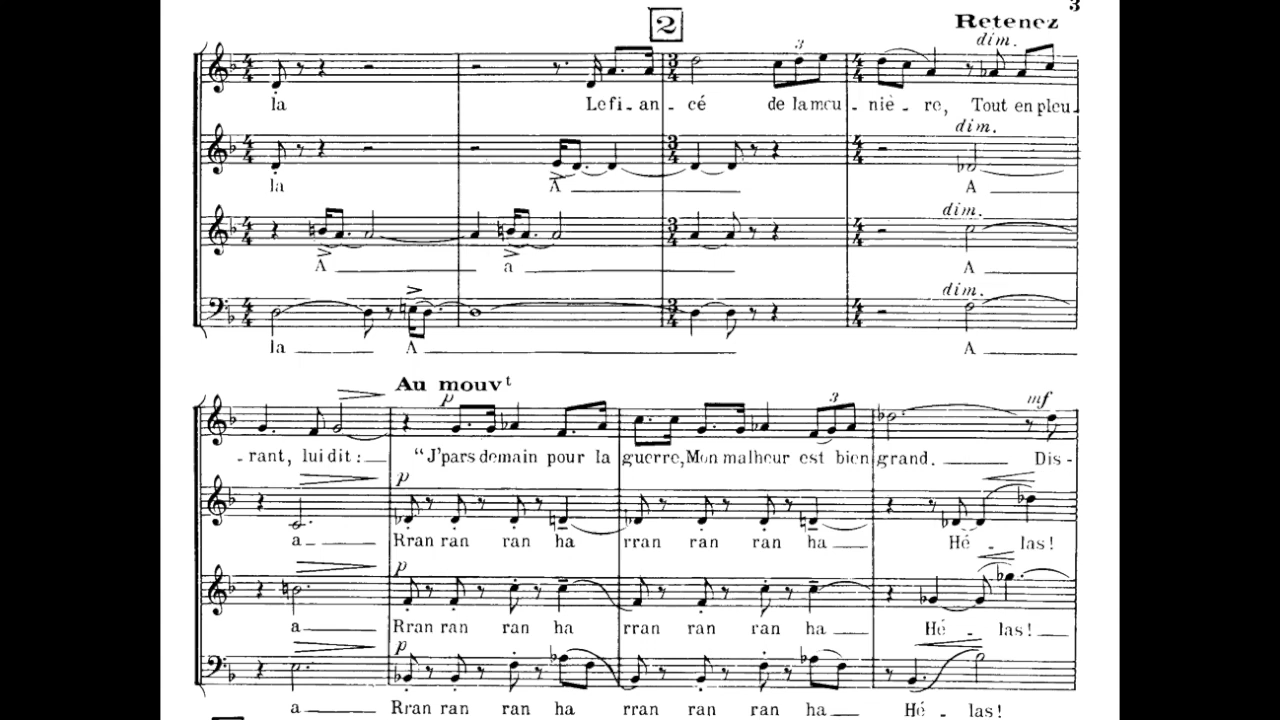 3
2 Retenez
dim.
3
la Le fi - an - cé de la meu - niè - re, Tout en pleu -
dim.
la A A
dim.
A a A
dim.
la A A
Au mouvt
p mf
3
- rant, lui dit : "J'pars demain pour la guerre, Mon malheur est bien grand. Dis-
p
a Rran ran ran ha rran ran ran ha Hé - las!
p
a Rran ran ran ha rran ran ran ha Hé - las!
p
a Rran ran ran ha rran ran ran ha Hé - las!